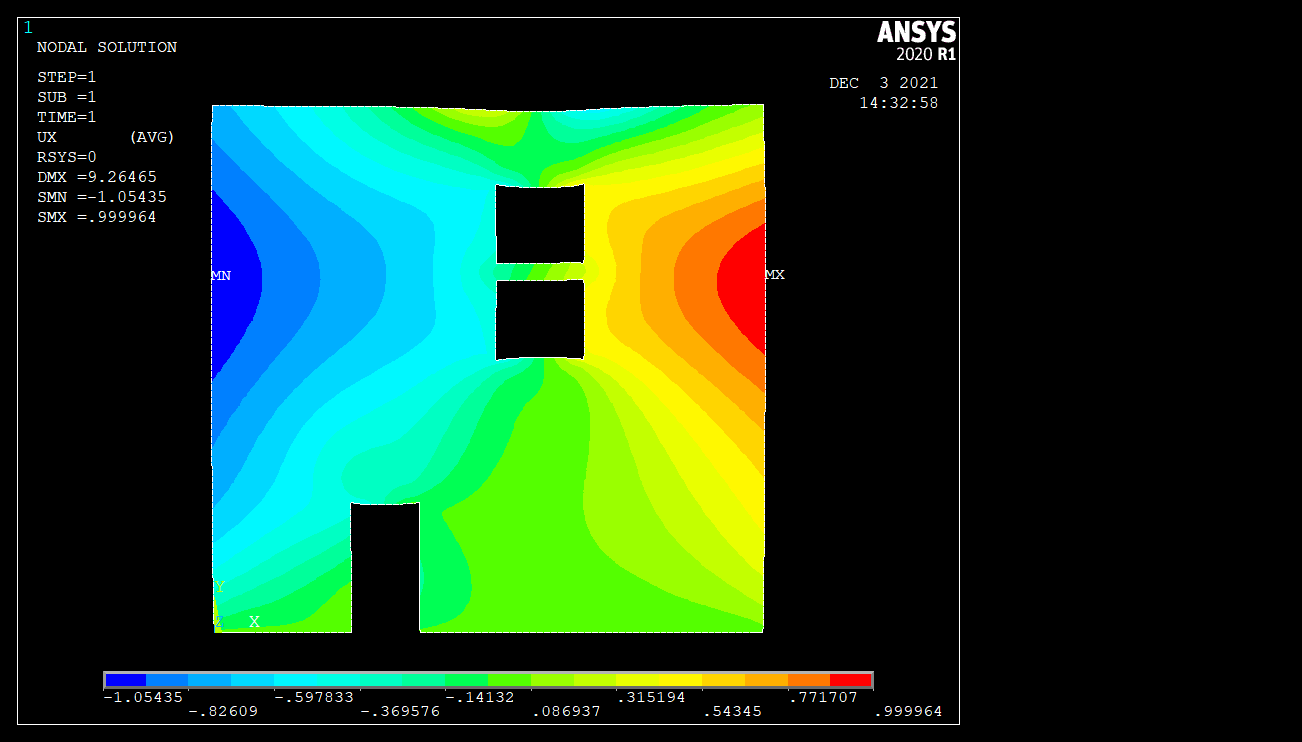 1
ANSYS
2020 R1
NODAL SOLUTION
DEC 3 2021
14:32:58
STEP=1
SUB =1
TIME=1
UX (AVG)
RSYS=0
DMX =9.26465
SMN =-1.05435
SMX =.999964
MN
MX
Y
Z X
-1.05435 -.597833 -.14132 .315194 .771707
-.82609 -.369576 .086937 .54345 .999964